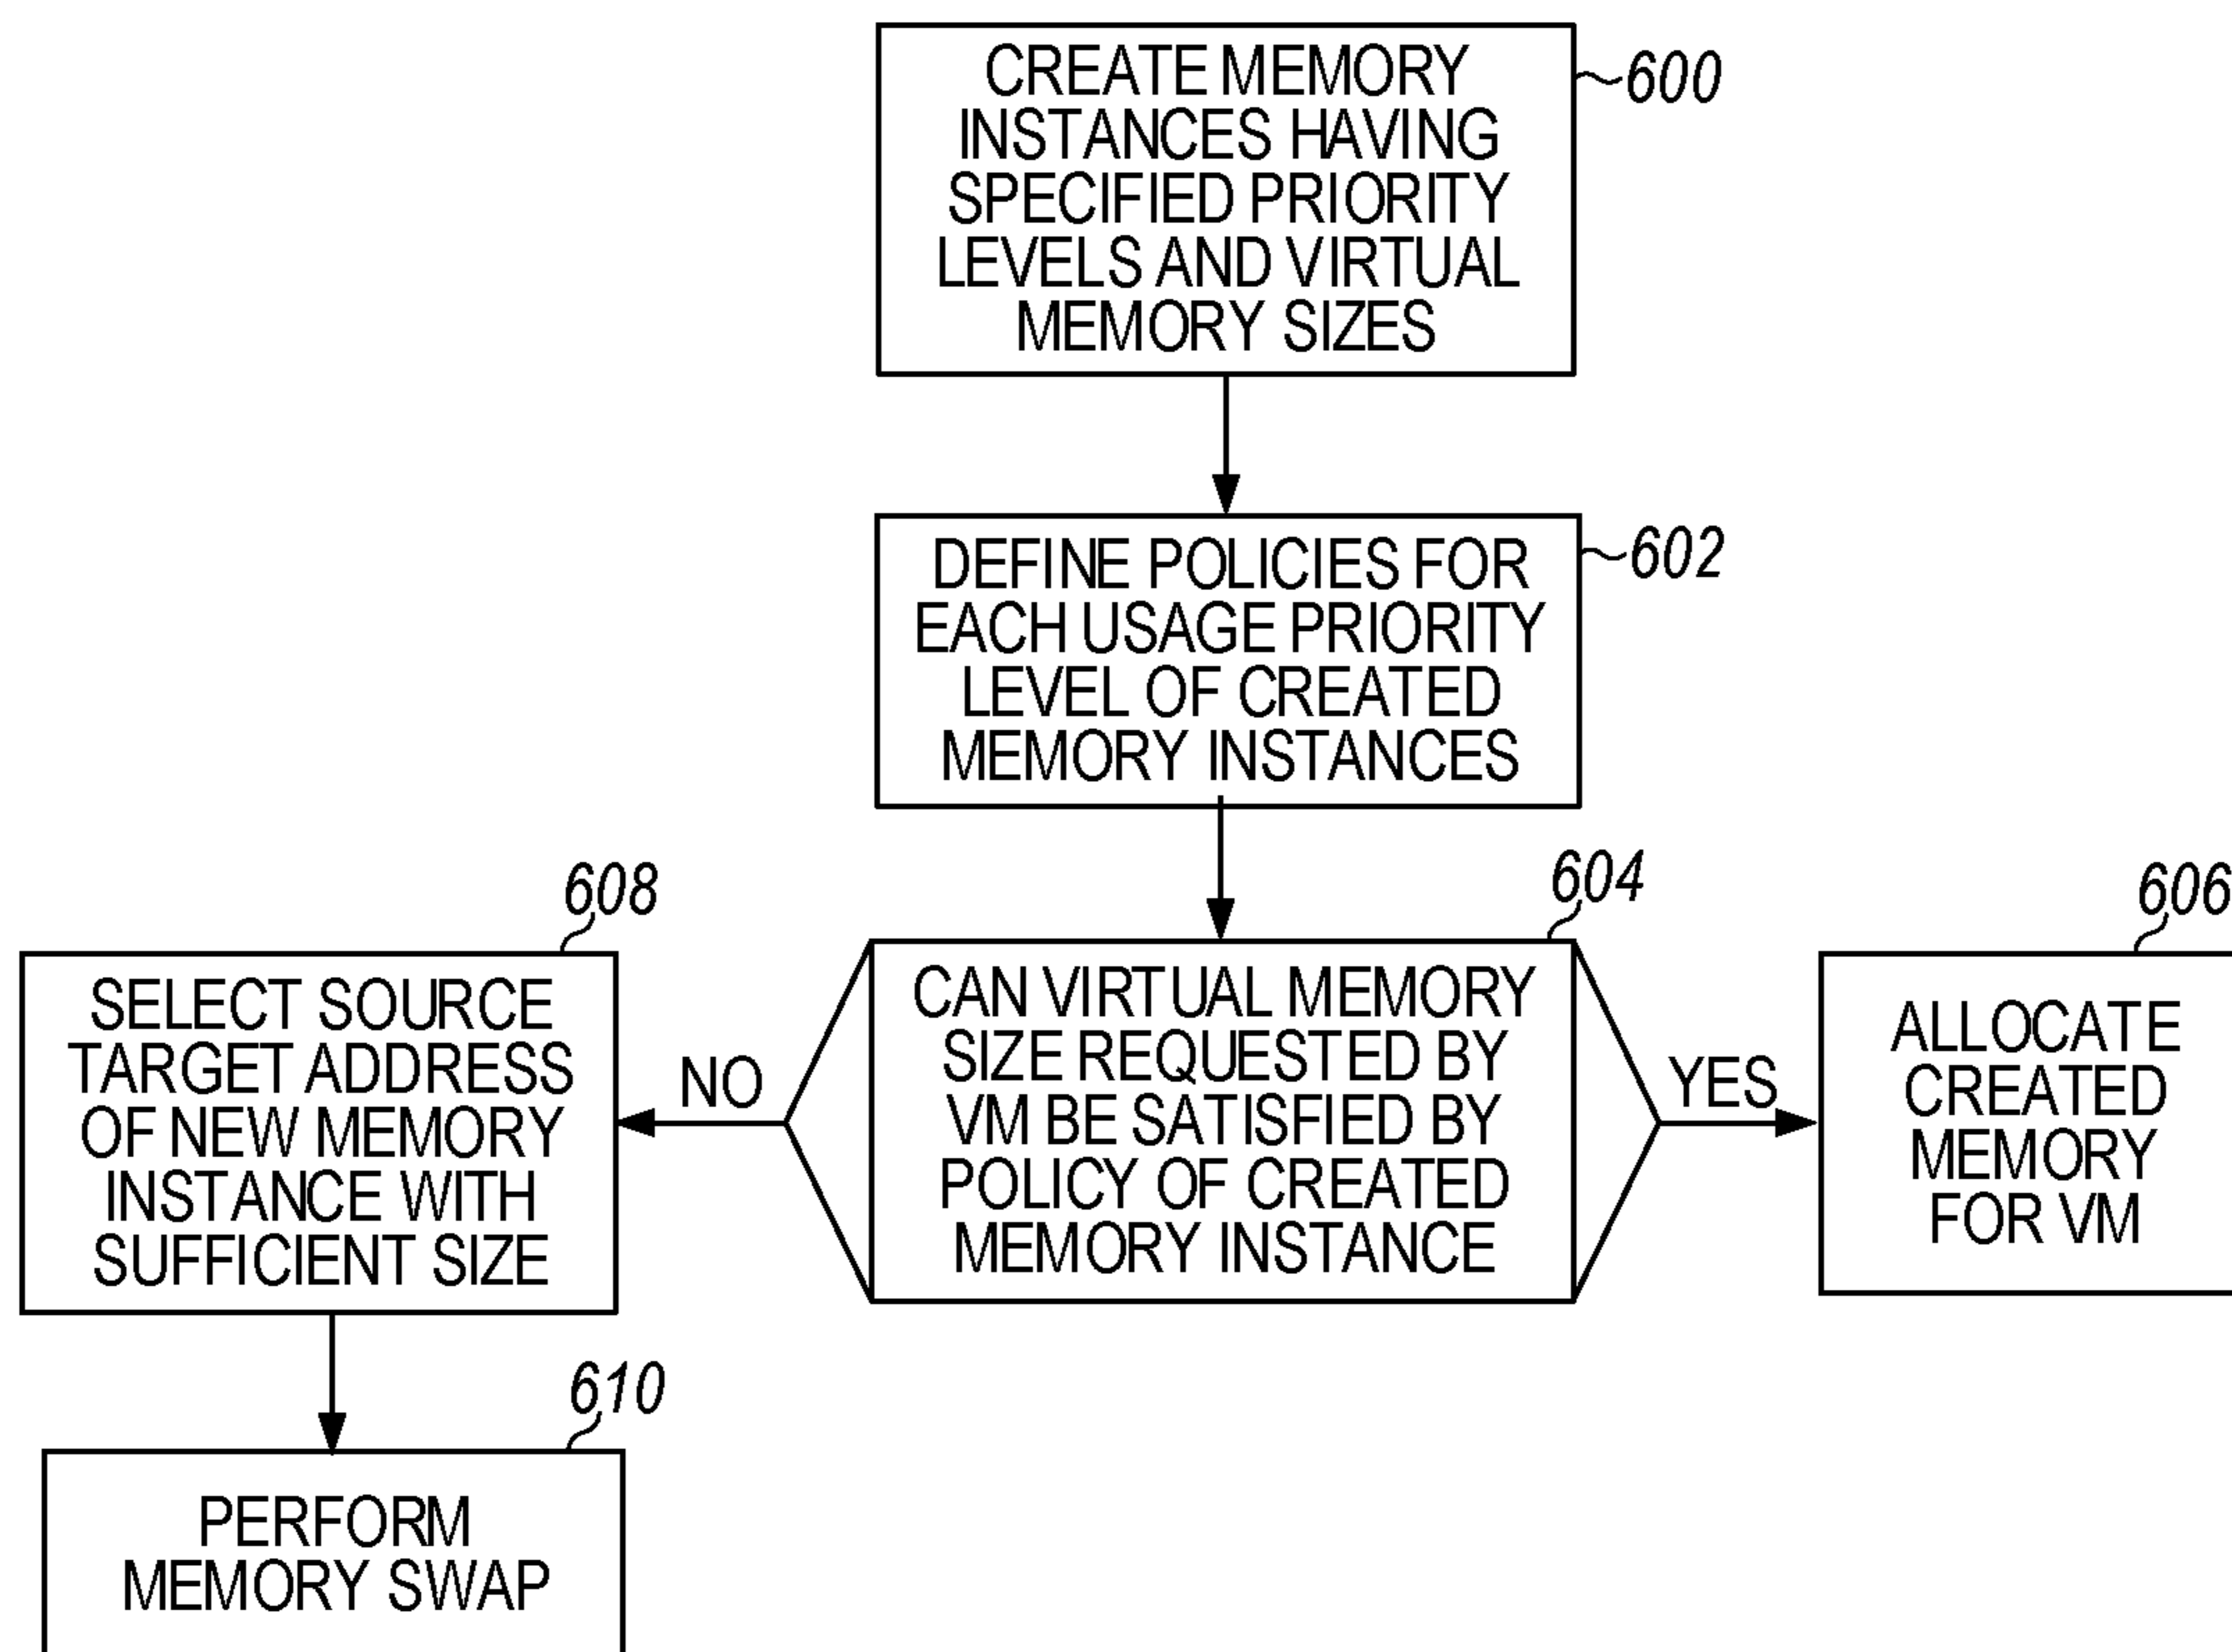 CREATE MEMORY
INSTANCES HAVING
SPECIFIED PRIORITY
LEVELS AND VIRTUAL
MEMORY SIZES
600
DEFINE POLICIES FOR
EACH USAGE PRIORITY
LEVEL OF CREATED
MEMORY INSTANCES
602
608
SELECT SOURCE
TARGET ADDRESS
OF NEW MEMORY
INSTANCE WITH
SUFFICIENT SIZE
NO
604
CAN VIRTUAL MEMORY
SIZE REQUESTED BY
VM BE SATISFIED BY
POLICY OF CREATED
MEMORY INSTANCE
YES
606
ALLOCATE
CREATED
MEMORY
FOR VM
610
PERFORM
MEMORY SWAP